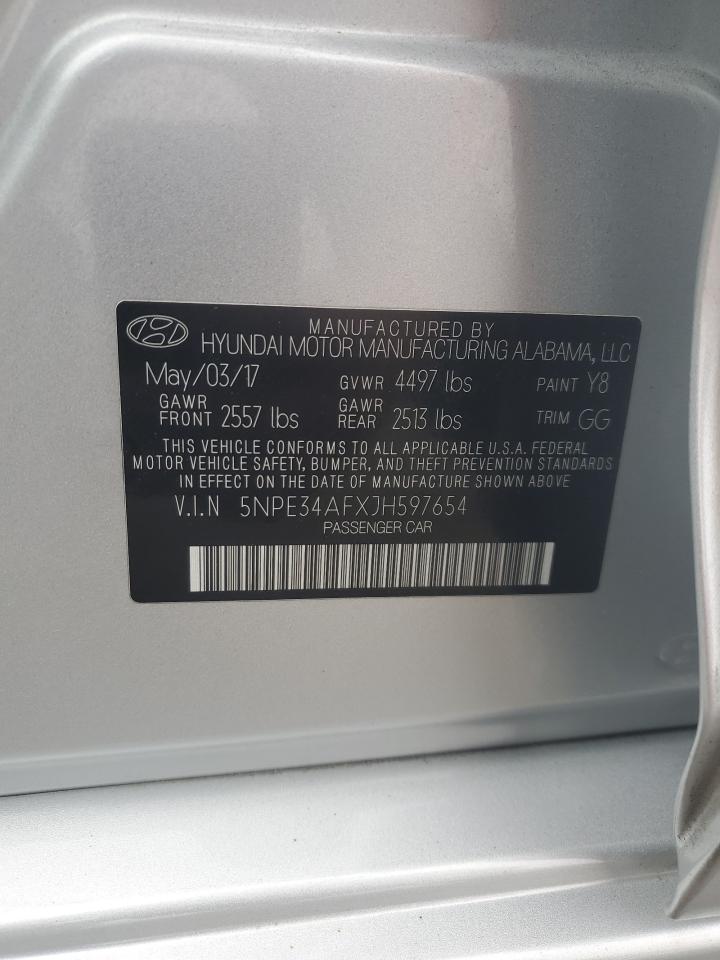 MANUFACTURED BY
HYUNDAI MOTOR MANUFACTURING ALABAMA, LLC
May/03/17 GVWR 4497 lbs PAINT Y8
GAWR FRONT 2557 lbs GAWR REAR 2513 lbs TRIM GG
THIS VEHICLE CONFORMS TO ALL APPLICABLE U.S.A. FEDERAL
MOTOR VEHICLE SAFETY, BUMPER, AND THEFT PREVENTION STANDARDS
IN EFFECT ON THE DATE OF MANUFACTURE SHOWN ABOVE.
V.I.N 5NPE34AFXJH597654
PASSENGER CAR